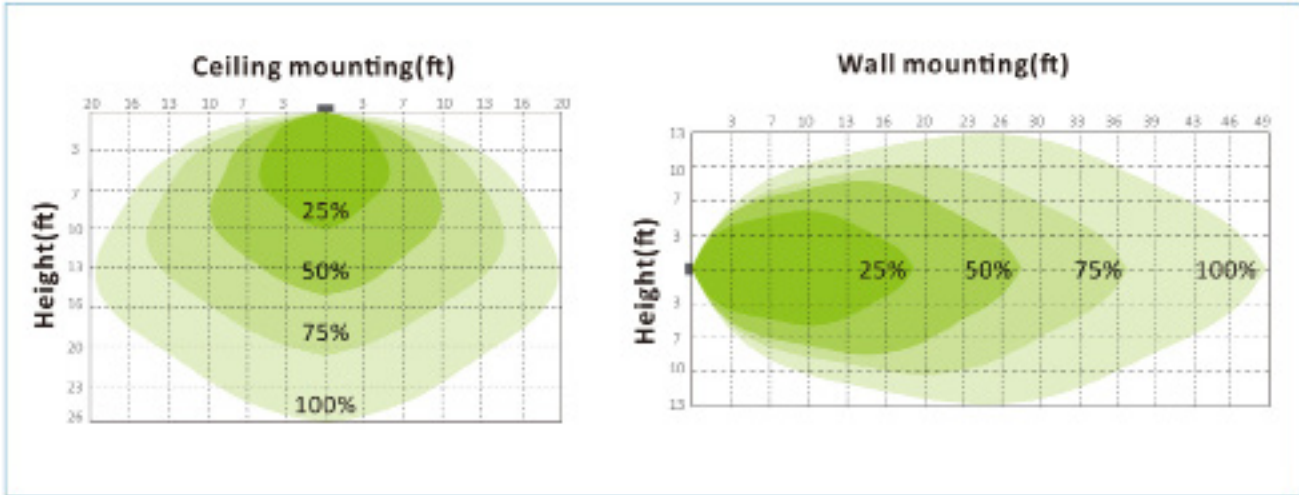 Ceiling mounting(ft)
20 16 13 10 7 3 3 7 10 13 16 20
Height(ft)
3
7
10
13
16
20
23
26
25%
50%
75%
100%
Wall mounting(ft)
3 7 10 13 16 20 23 26 30 33 36 39 43 46 49
Height(ft)
13
10
7
3
3
7
10
13
25% 50% 75% 100%